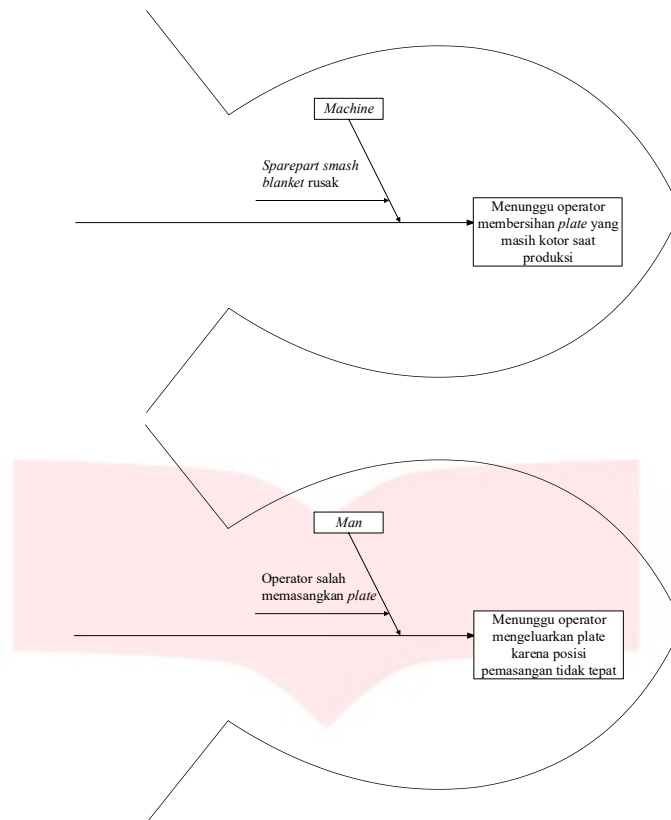 Machine
Sparepart smash
blanket rusak
Menunggu operator
membersihan plate yang
masih kotor saat
produksi
Man
Operator salah
memasangkan plate
Menunggu operator
mengeluarkan plate
karena posisi
pemasangan tidak tepat